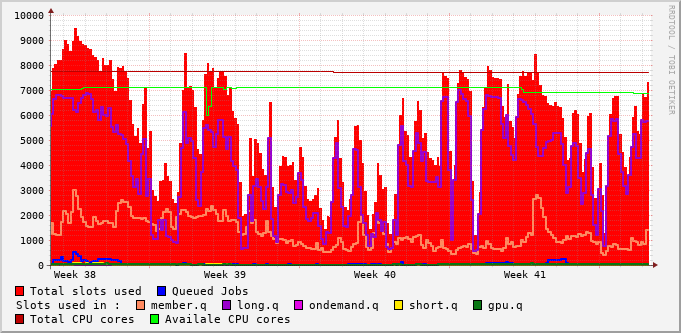 10000
9000
8000
7000
6000
5000
4000
3000
2000
1000
0
Week 38 Week 39 Week 40 Week 41
RRDTOOL / TOBI OETIKER
Total slots used Queued Jobs
Slots used in : member.q long.q ondemand.q short.q gpu.q
Total CPU cores Availale CPU cores